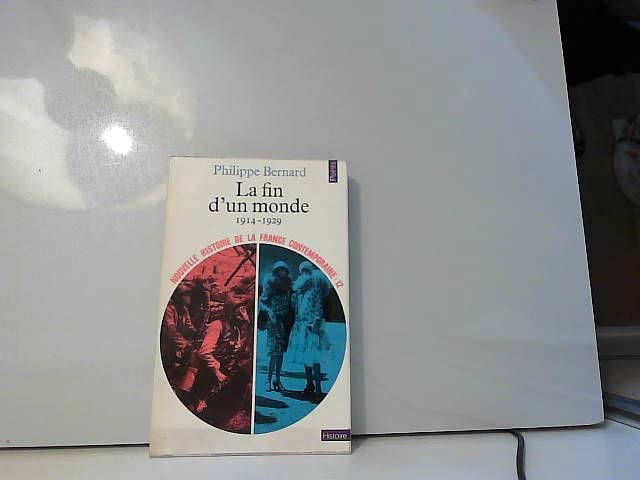 Philippe Bernard
Points
La fin
d'un monde
1914-1929
NOUVELLE HISTOIRE DE LA FRANCE CONTEMPORAINE-12
Histoire